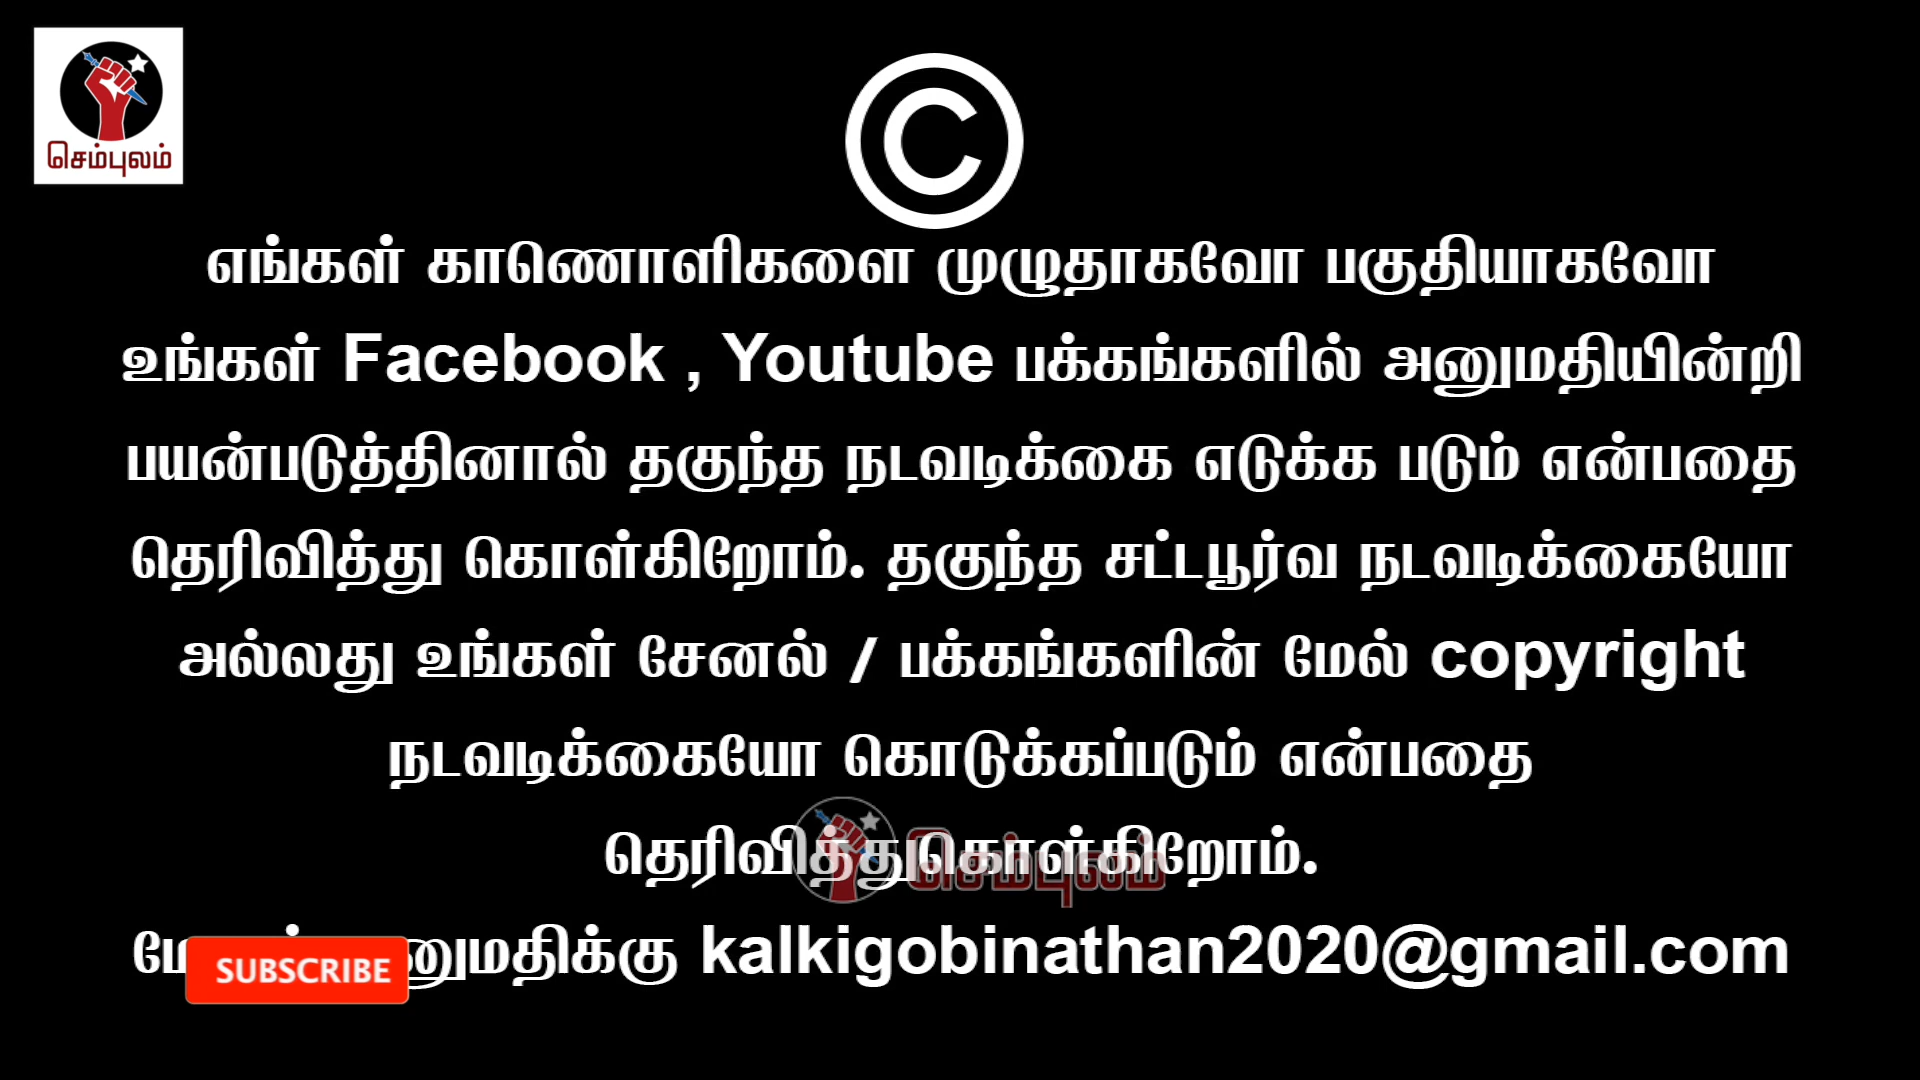 செம்புலம்
©
எங்கள் காணொளிகளை முழுதாகவோ பகுதியாகவோ
உங்கள் Facebook , Youtube பக்கங்களில் அனுமதியின்றி
பயன்படுத்தினால் தகுந்த நடவடிக்கை எடுக்க படும் என்பதை
தெரிவித்து கொள்கிறோம். தகுந்த சட்டபூர்வ நடவடிக்கையோ
அல்லது உங்கள் சேனல் / பக்கங்களின் மேல் copyright
நடவடிக்கையோ கொடுக்கப்படும் என்பதை
தெரிவித்துகொள்கிறோம்.
செம்புலம்
kalkigobinathan2020@gmail.com
SUBSCRIBE